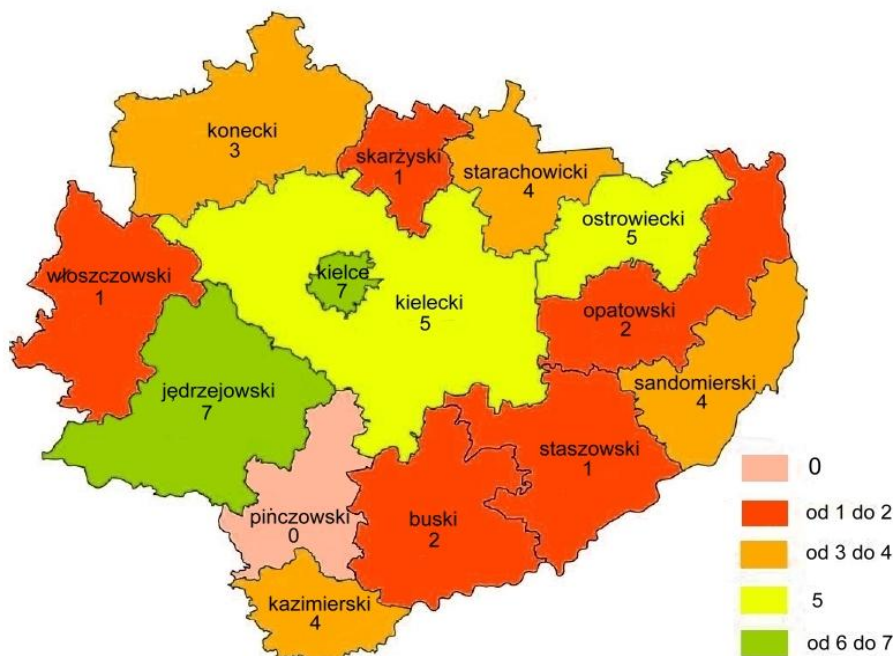 konecki
3
skarżyski
1
starachowicki
4
ostrowiecki
5
włoszczowski
1
kielce
7
kielecki
5
opatowski
2
jędrzejowski
7
sandomierski
4
staszowski
1
pińczowski
0
buski
2
kazimierski
4
0
od 1 do 2
od 3 do 4
5
od 6 do 7